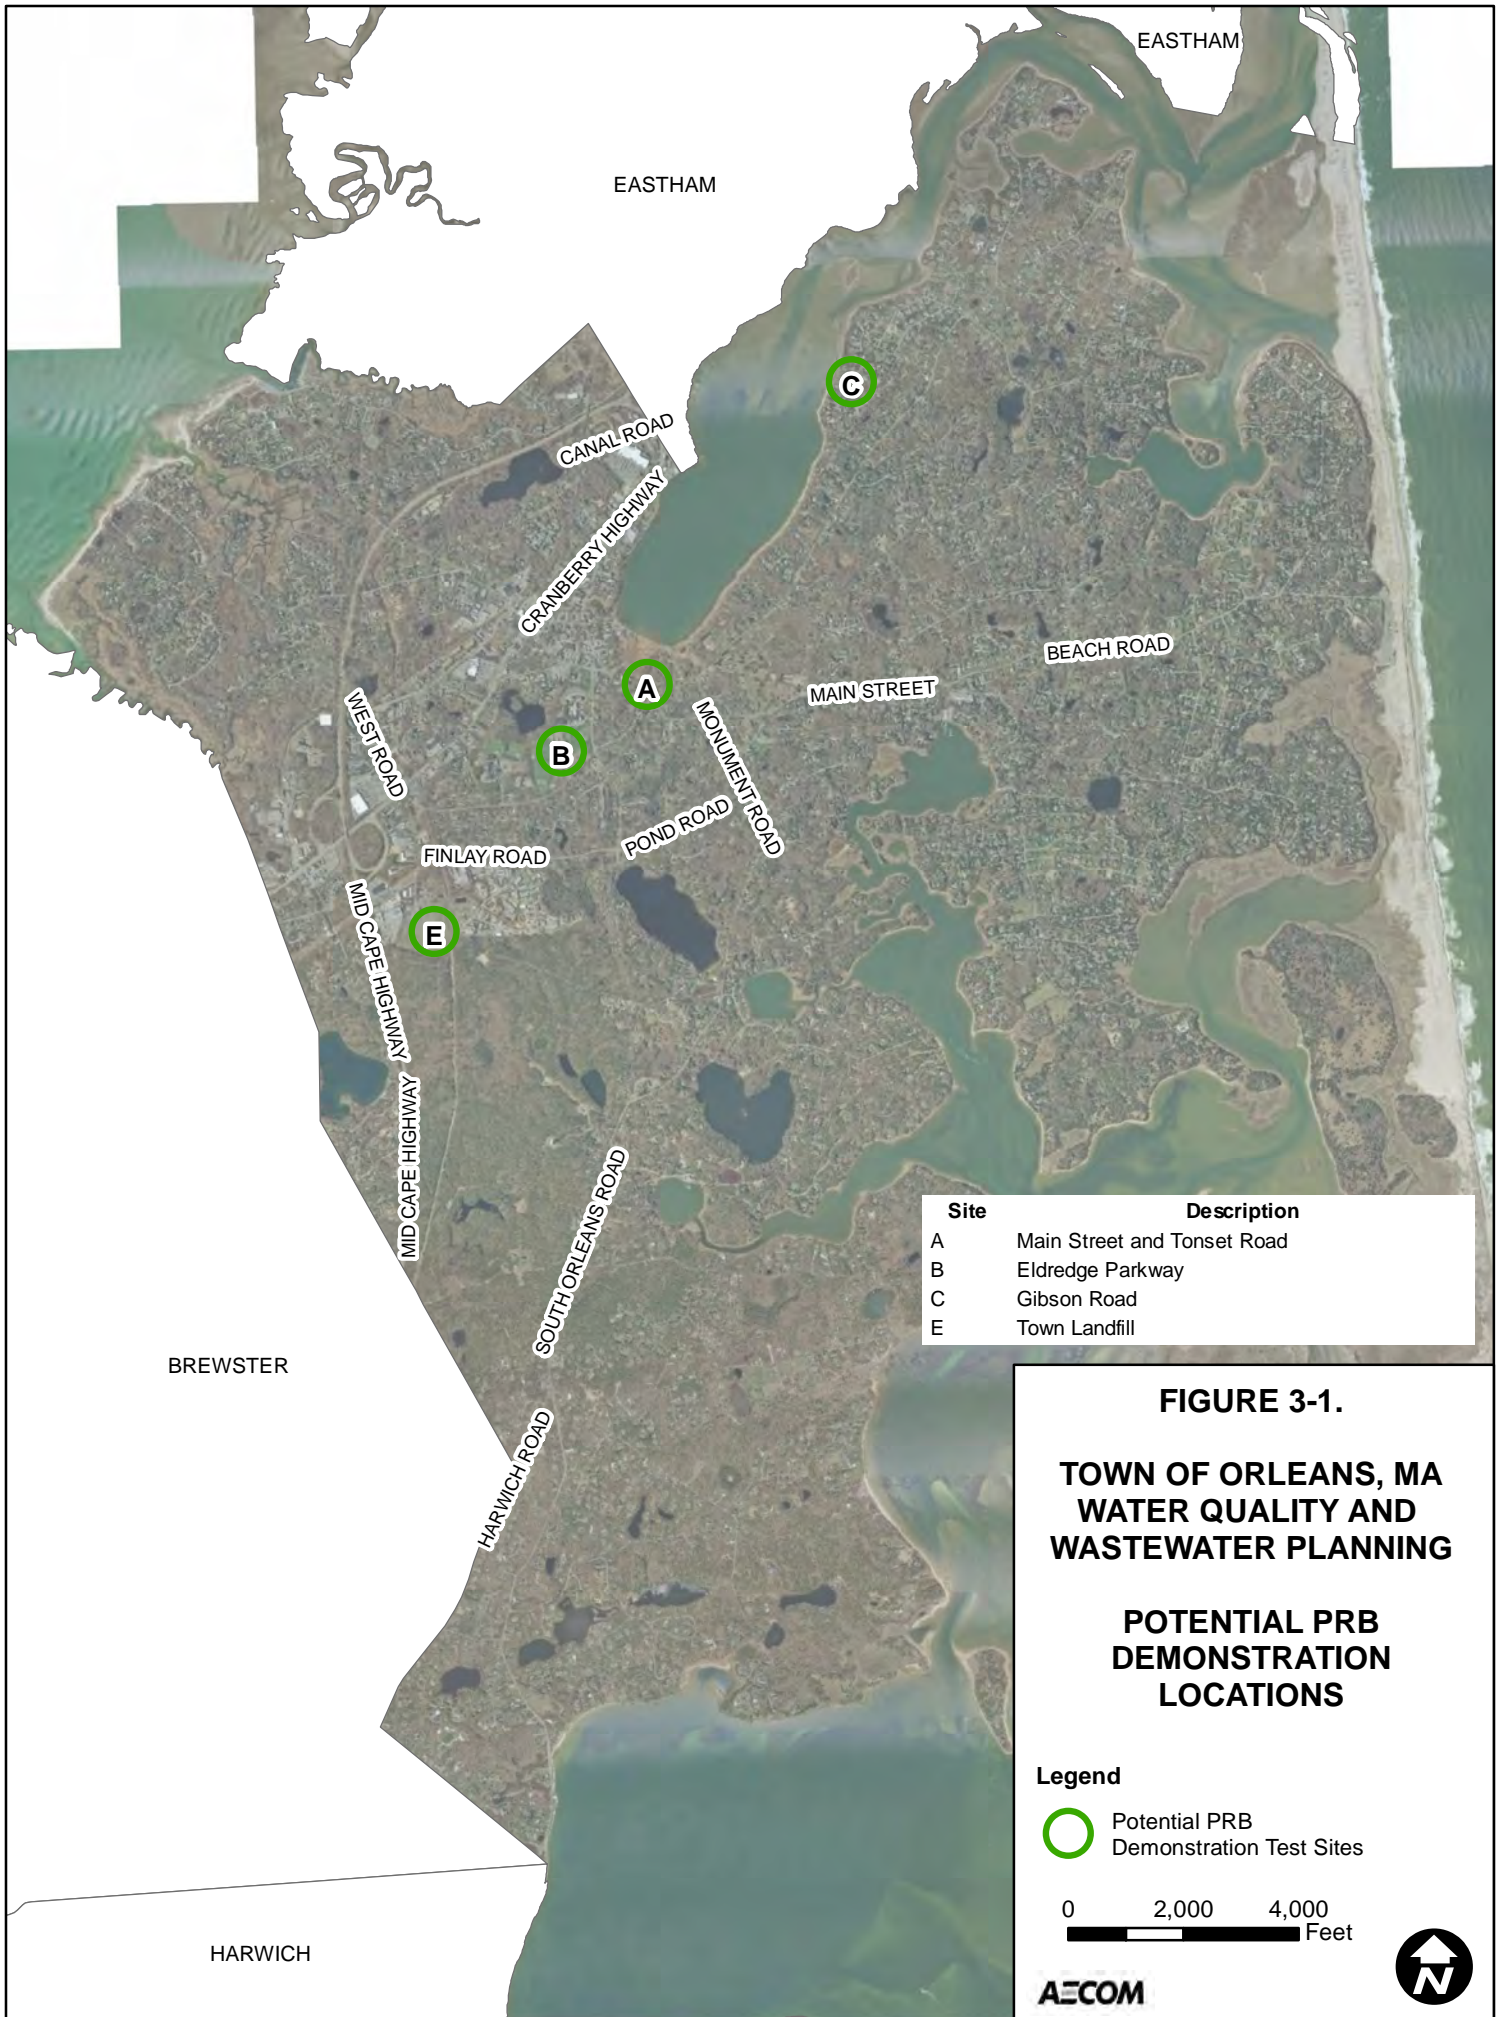 EASTHAM
EASTHAM
CANAL ROAD
CRANBERRY HIGHWAY
C
A
B
E
BEACH ROAD
MAIN STREET
MONUMENT ROAD
WEST ROAD
POND ROAD
FINLAY ROAD
MID CAPE HIGHWAY
MID CAPE HIGHWAY
SOUTH ORLEANS ROAD
HARWICH ROAD
BREWSTER
HARWICH
Site Description
A Main Street and Tonset Road
B Eldredge Parkway
C Gibson Road
E Town Landfill
FIGURE 3-1.
TOWN OF ORLEANS, MA
WATER QUALITY AND
WASTEWATER PLANNING
POTENTIAL PRB
DEMONSTRATION
LOCATIONS
Legend
Potential PRB
Demonstration Test Sites
0 2,000 4,000
Feet
AECOM
N